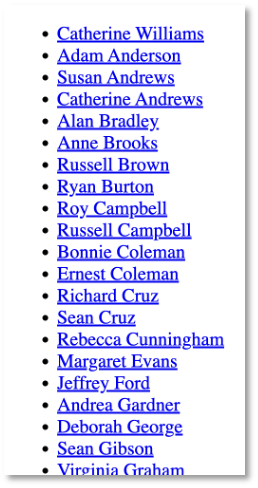 Catherine Williams
Adam Anderson
Susan Andrews
Catherine Andrews
Alan Bradley
Anne Brooks
Russell Brown
Ryan Burton
Roy Campbell
Russell Campbell
Bonnie Coleman
Ernest Coleman
Richard Cruz
Sean Cruz
Rebecca Cunningham
Margaret Evans
Jeffrey Ford
Andrea Gardner
Deborah George
Sean Gibson
Virginia Graham